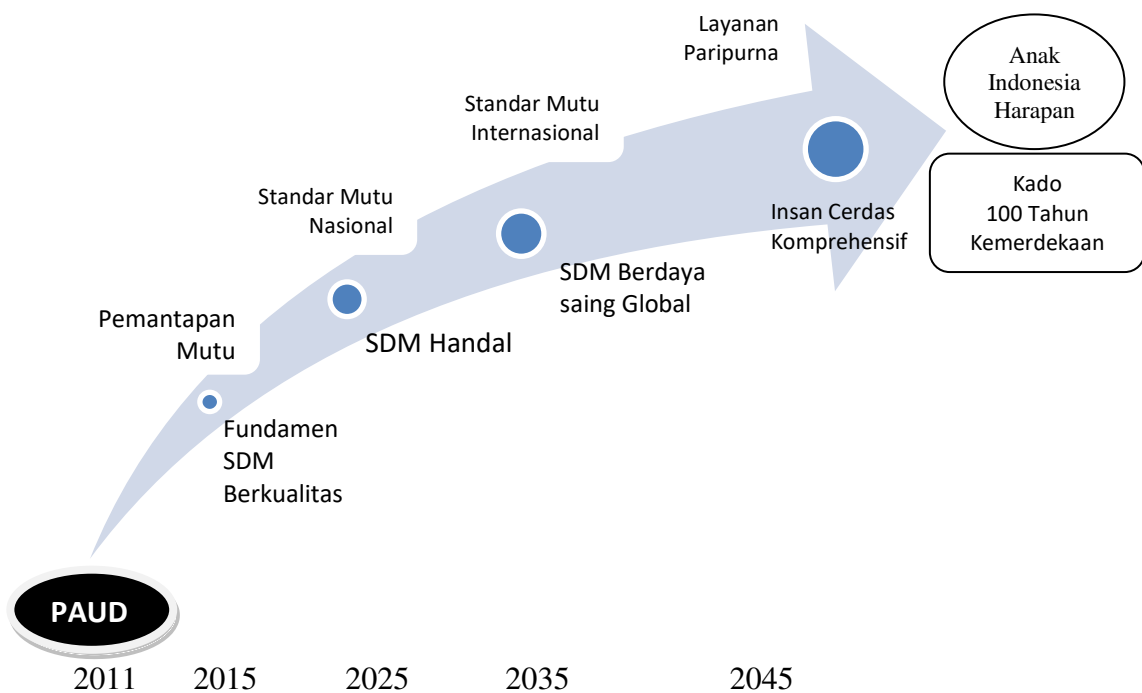 Layanan
Paripurna
Anak
Indonesia
Harapan
Standar Mutu
Internasional
Kado
100 Tahun
Kemerdekaan
Standar Mutu
Nasional
Insan Cerdas
Komprehensif
SDM Berdaya
saing Global
Pemantapan
Mutu
SDM Handal
Fundamen
SDM
Berkualitas
PAUD
2011 2015 2025 2035 2045